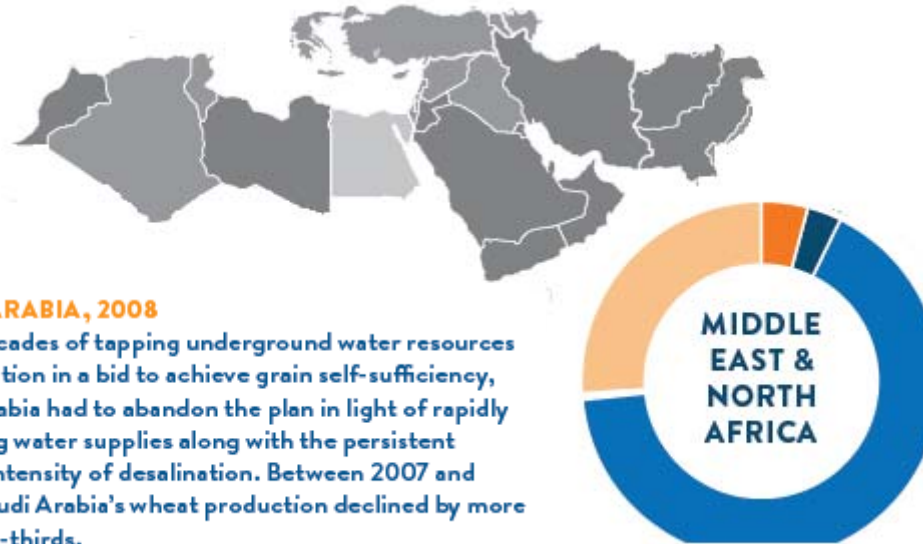 ARABIA, 2008
cades of tapping underground water resources
tion in a bid to achieve grain self-sufficiency,
abia had to abandon the plan in light of rapidly
g water supplies along with the persistent
ntensity of desalination. Between 2007 and
udi Arabia's wheat production declined by more
-thirds.
MIDDLE
EAST &
NORTH
AFRICA